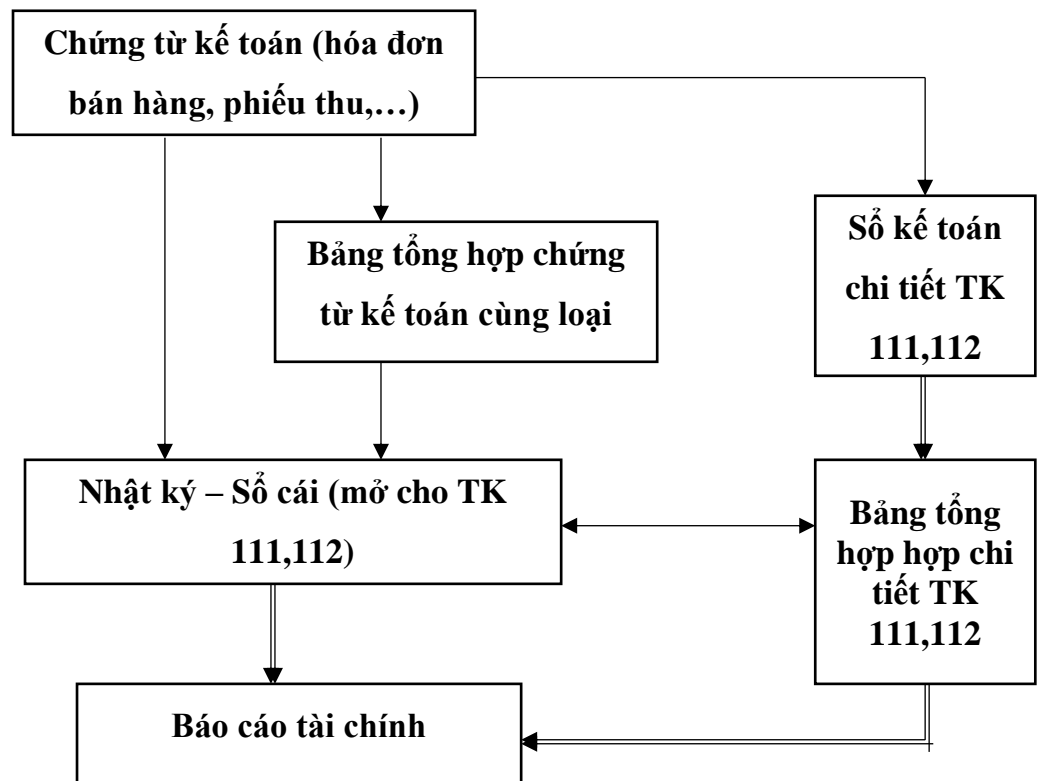 Chứng từ kế toán (hóa đơn
bán hàng, phiếu thu,…)
Sổ kế toán
chi tiết TK
111,112
Bảng tổng hợp chứng
từ kế toán cùng loại
Nhật ký – Sổ cái (mở cho TK
111,112)
Bảng tổng
hợp hợp chi
tiết TK
111,112
Báo cáo tài chính